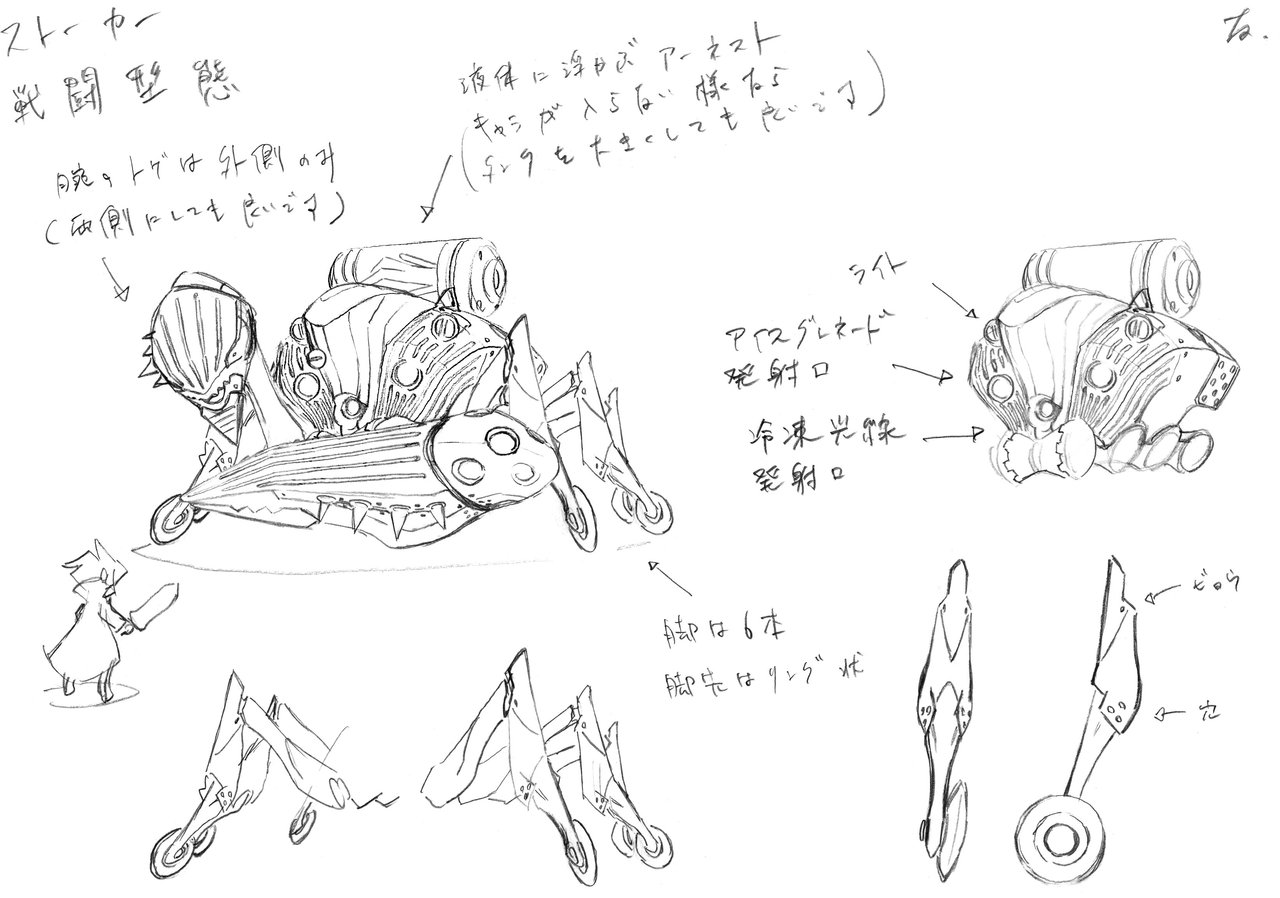 ストーカー
戦闘型態
友.
液体に浮かぶアーネスト
(キャラが入らない様なら
タンクを大きくしても良いです)
腕のトゲは外側のみ
(両側にしても良いです)
ライト
アイスグレネード
発射口
冷凍光線
発射口
脚は6本
脚先はリング状
ビョウ
穴